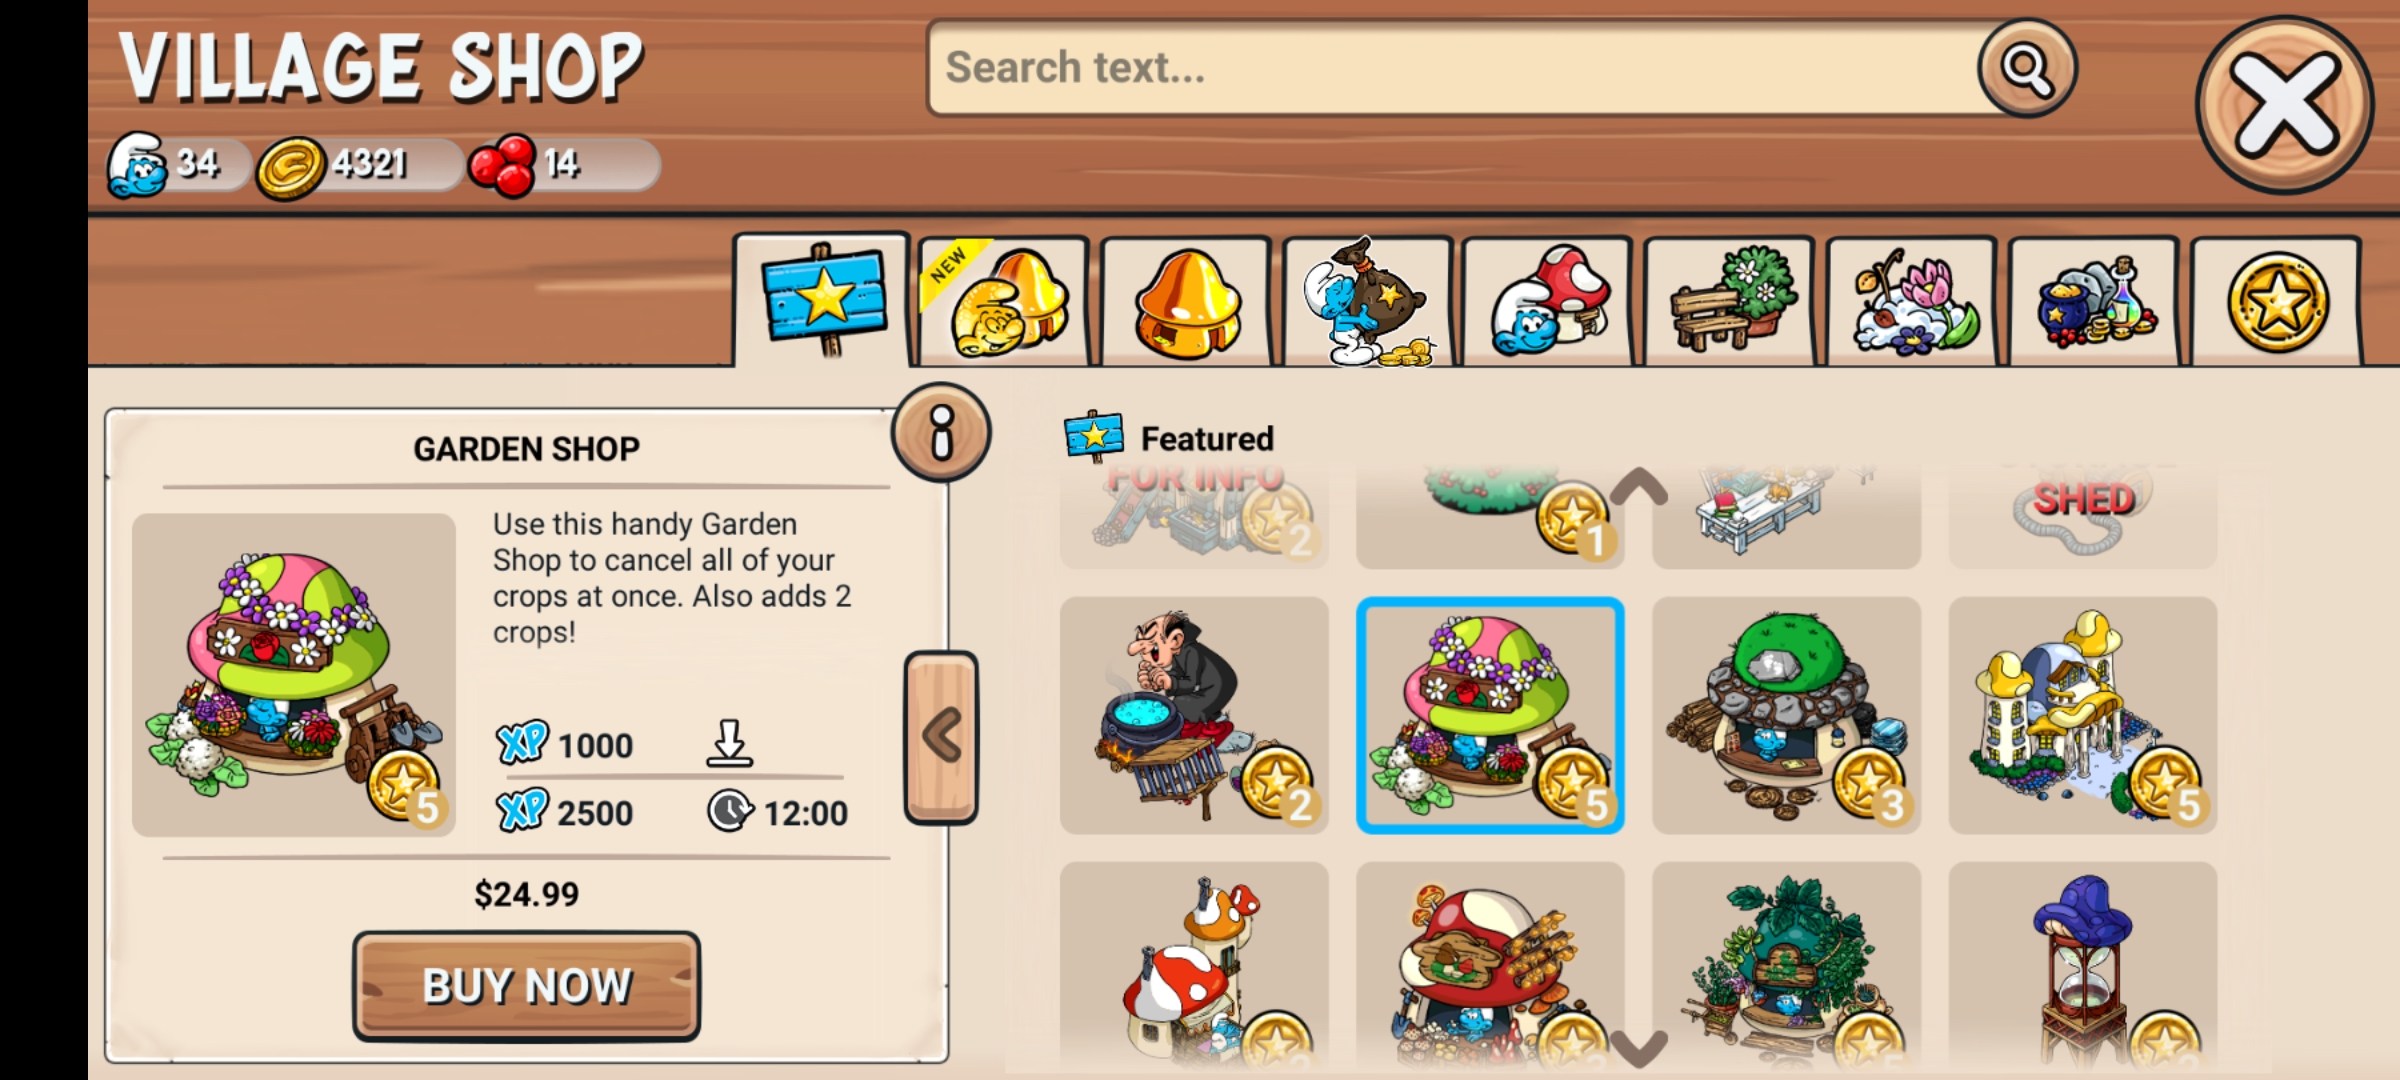 VILLAGE SHOP
Search text...
34
4321
14
NEW
GARDEN SHOP
Use this handy Garden
Shop to cancel all of your
crops at once. Also adds 2
crops!
XP 1000
XP 2500
12:00
5
$24.99
BUY NOW
Featured
FOR INFO
SHED
2
1
2
5
3
5